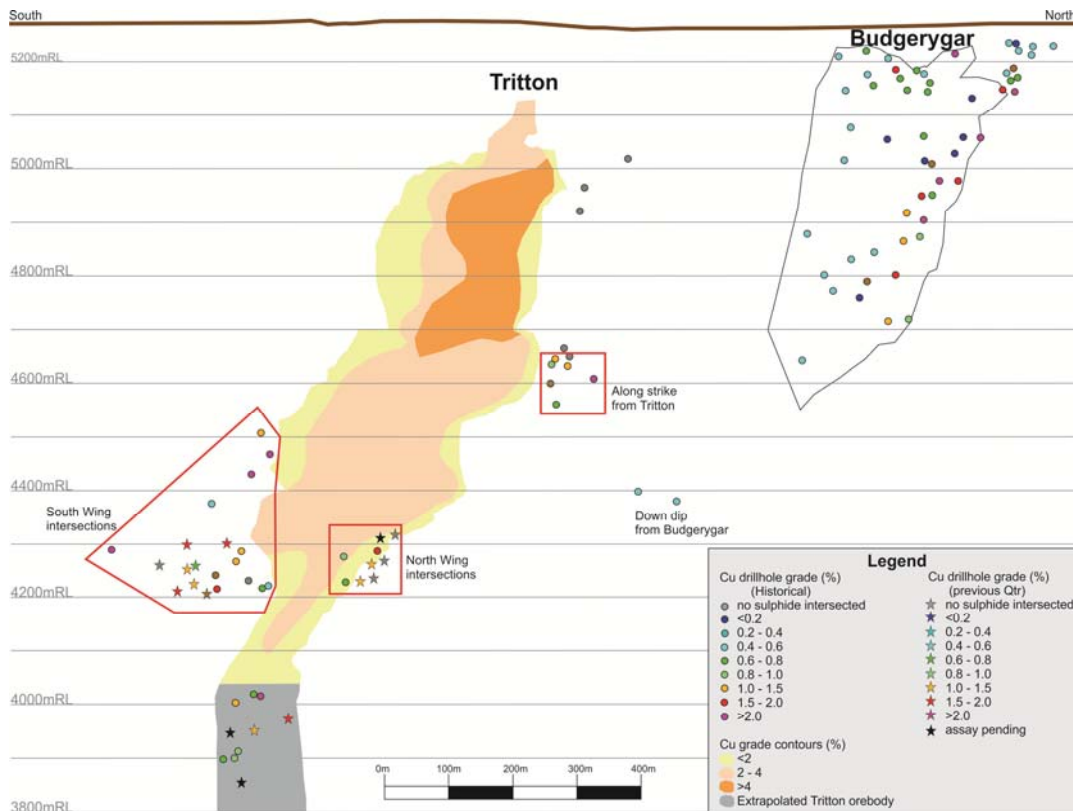 South
North
Budgerygar
5200mRL
Tritton
5000mRL
4800mRL
4600mRL
Along strike
from Tritton
4400mRL
South Wing
intersections
Down dip
from Budgerygar
North Wing
intersections
4200mRL
4000mRL
3800mRL
0m 100m 200m 300m 400m
Legend
Cu drillhole grade (%)
(Historical)
no sulphide intersected
<0.2
0.2 - 0.4
0.4 - 0.6
0.6 - 0.8
0.8 - 1.0
1.0 - 1.5
1.5 - 2.0
>2.0
Cu drillhole grade (%)
(previous Qtr)
no sulphide intersected
<0.2
0.2 - 0.4
0.4 - 0.6
0.6 - 0.8
0.8 - 1.0
1.0 - 1.5
1.5 - 2.0
>2.0
assay pending
Cu grade contours (%)
<2
2 - 4
>4
Extrapolated Tritton orebody